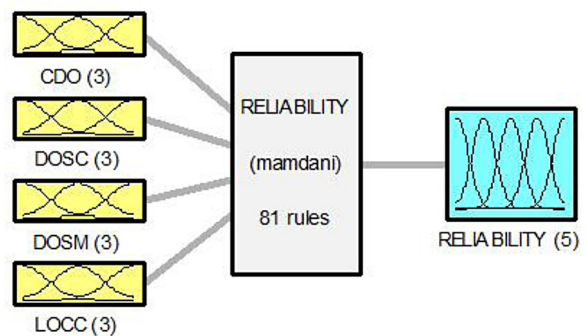 CDO (3)
DOSC (3)
DOSM (3)
LOCC (3)
RELIABILITY
(mamdani)
81 rules
RELIABILITY (5)